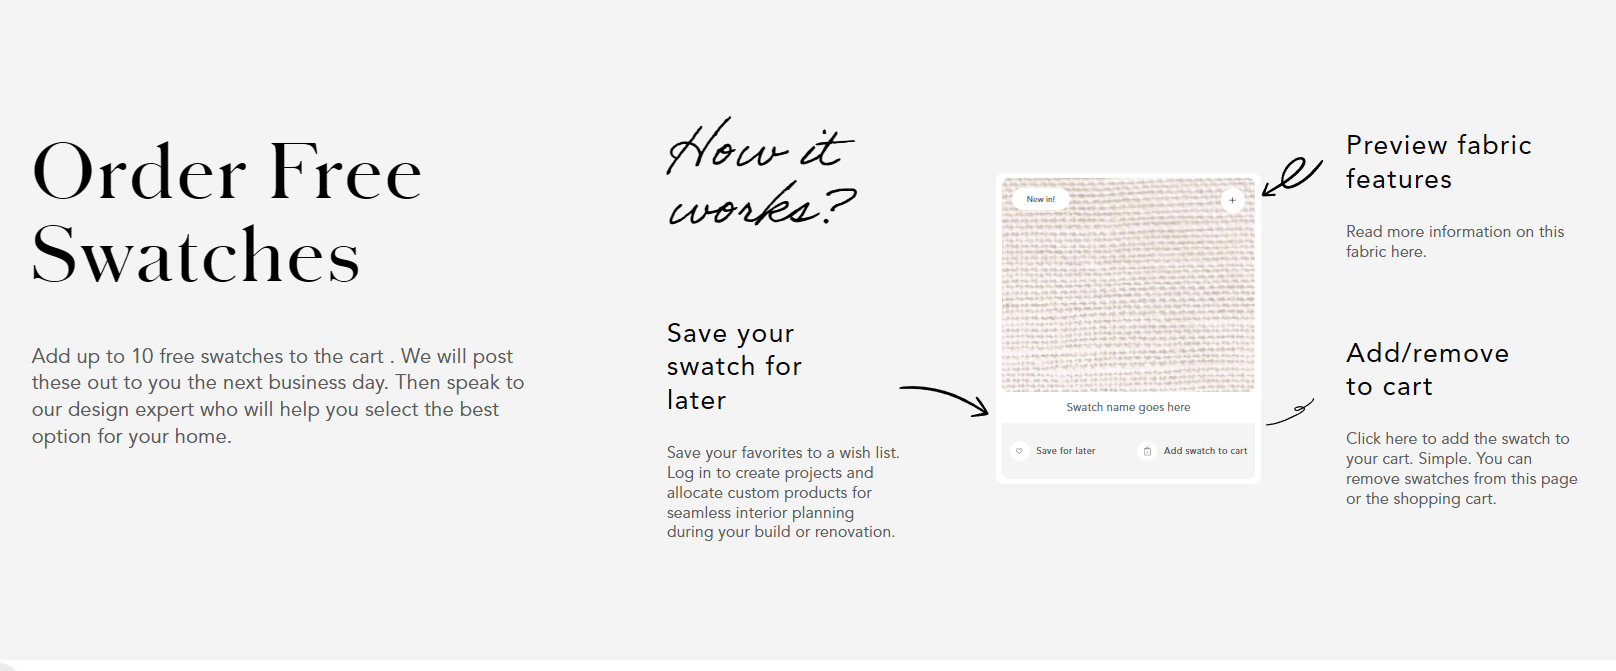 Order Free
Swatches
Add up to 10 free swatches to the cart . We will post
these out to you the next business day. Then speak to
our design expert who will help you select the best
option for your home.
How it
works?
Save your
swatch for
later
Save your favorites to a wish list.
Log in to create projects and
allocate custom products for
seamless interior planning
during your build or renovation.
New in!
+
Swatch name goes here
Save for later
Add swatch to cart
Preview fabric
features
Read more information on this
fabric here.
Add/remove
to cart
Click here to add the swatch to
your cart. Simple. You can
remove swatches from this page
or the shopping cart.